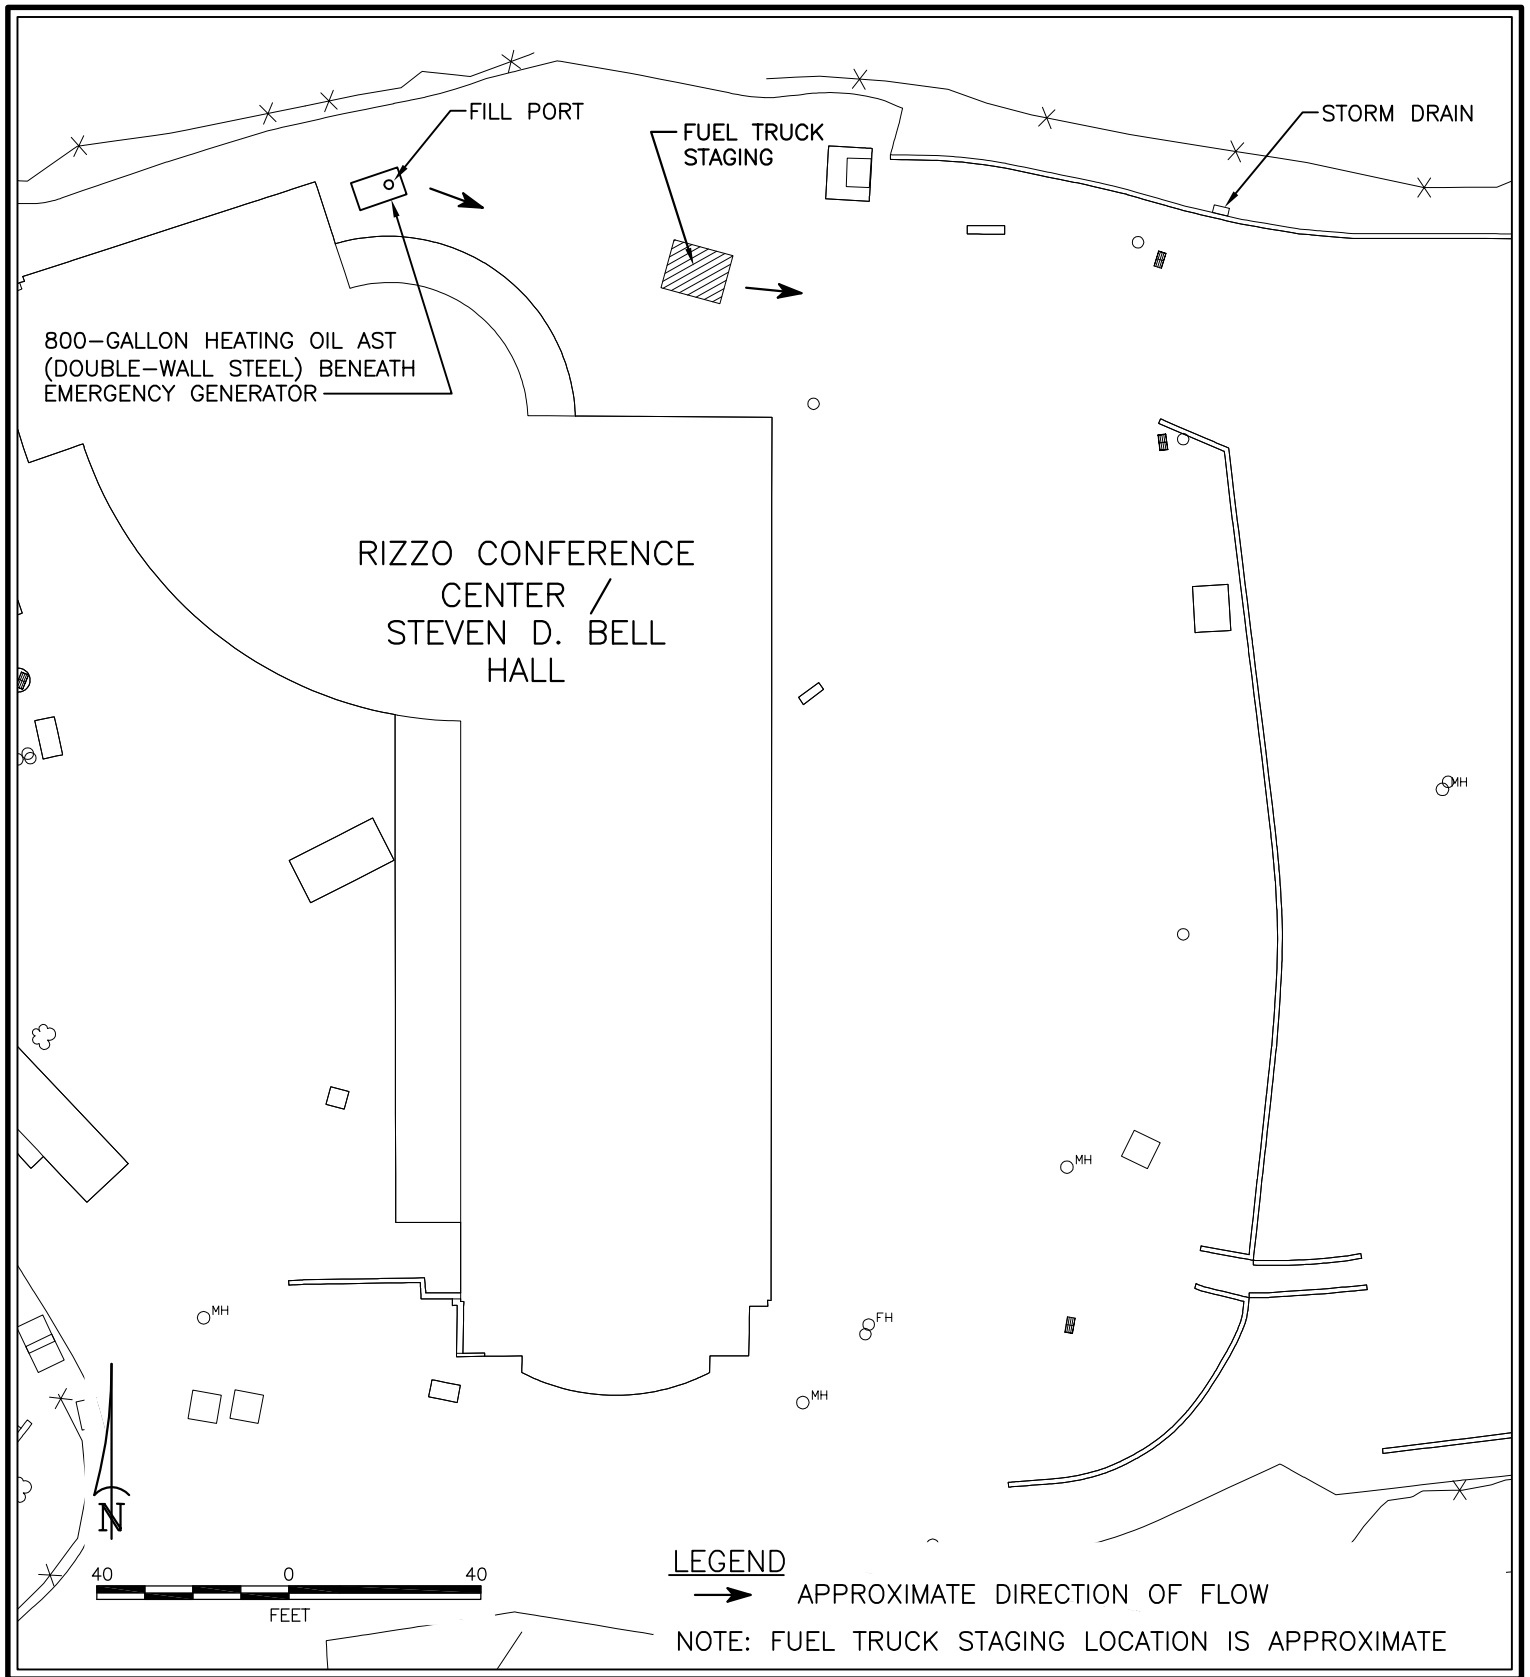 FILL PORT
FUEL TRUCK
STAGING
STORM DRAIN
800-GALLON HEATING OIL AST
(DOUBLE-WALL STEEL) BENEATH
EMERGENCY GENERATOR
RIZZO CONFERENCE
CENTER /
STEVEN D. BELL
HALL
MH
MH
MH
FH
MH
N
40 0 40
FEET
LEGEND
APPROXIMATE DIRECTION OF FLOW
NOTE: FUEL TRUCK STAGING LOCATION IS APPROXIMATE